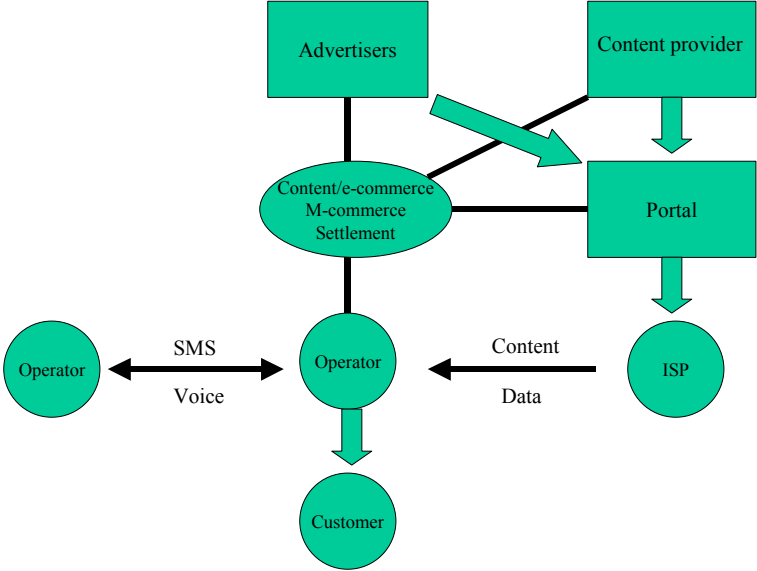 Advertisers
Content provider
Content/e-commerce
M-commerce
Settlement
Portal
Operator
SMS
Voice
Operator
Content
Data
ISP
Customer